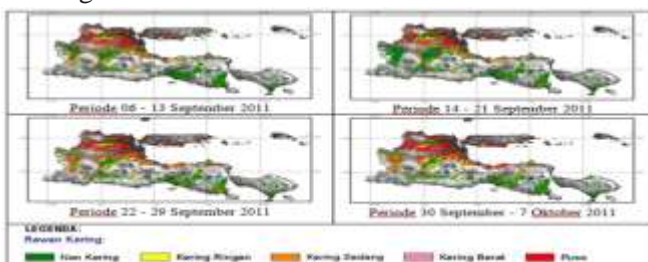 Periode 06 - 13 September 2011
Periode 14 - 21 September 2011
Periode 22 - 29 September 2011
Periode 30 September - 7 Oktober 2011
LEGENDA:
Rawan Kering:
Non Kering Kering Ringan Kering Sedang Kering Berat Puso